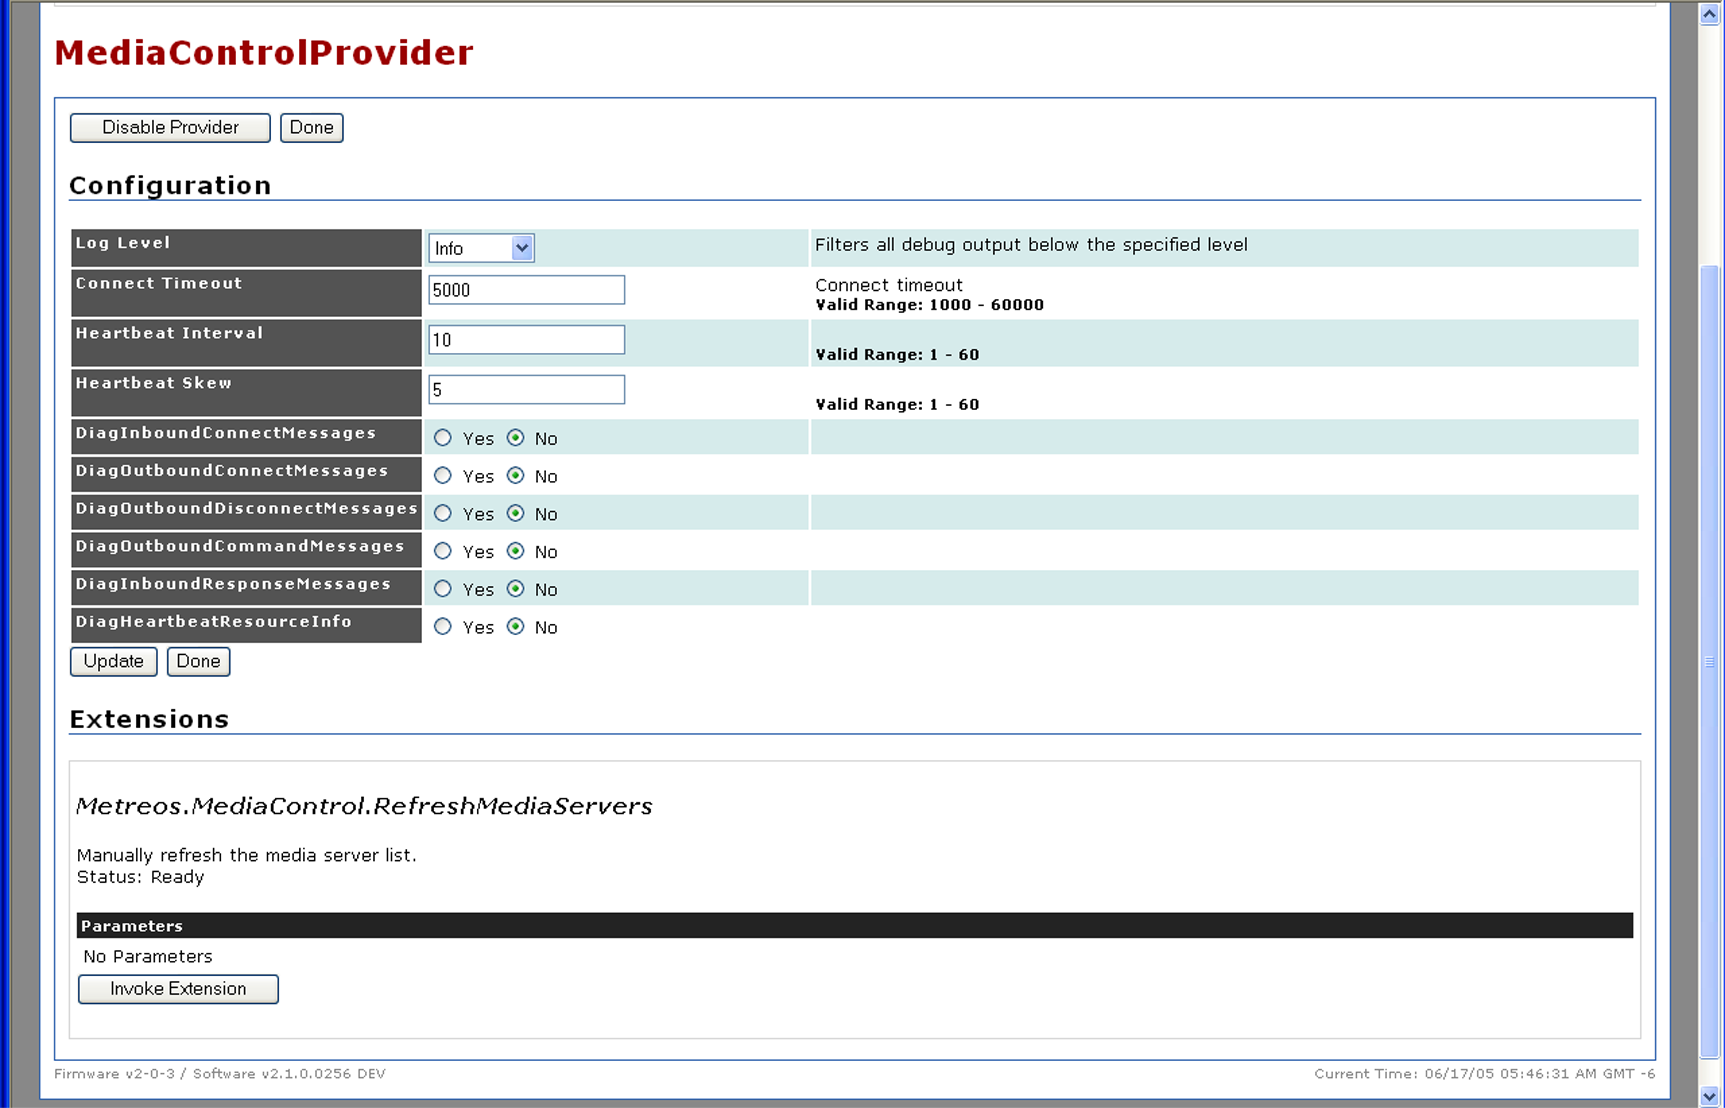 MediaControlProvider
Disable Provider Done
Configuration
Log Level Info Filters all debug output below the specified level
Connect Timeout 5000 Connect timeout
Valid Range: 1000 - 60000
Heartbeat Interval 10
Valid Range: 1 - 60
Heartbeat Skew 5
Valid Range: 1 - 60
DiagInboundConnectMessages Yes No
DiagOutboundConnectMessages Yes No
DiagOutboundDisconnectMessages Yes No
DiagOutboundCommandMessages Yes No
DiagInboundResponseMessages Yes No
DiagHeartbeatResourceInfo Yes No
Update Done
Extensions
Metreos.MediaControl.RefreshMediaServers
Manually refresh the media server list.
Status: Ready
Parameters
No Parameters
Invoke Extension
Firmware v2-0-3 / Software v2.1.0.0256 DEV Current Time: 06/17/05 05:46:31 AM GMT -6